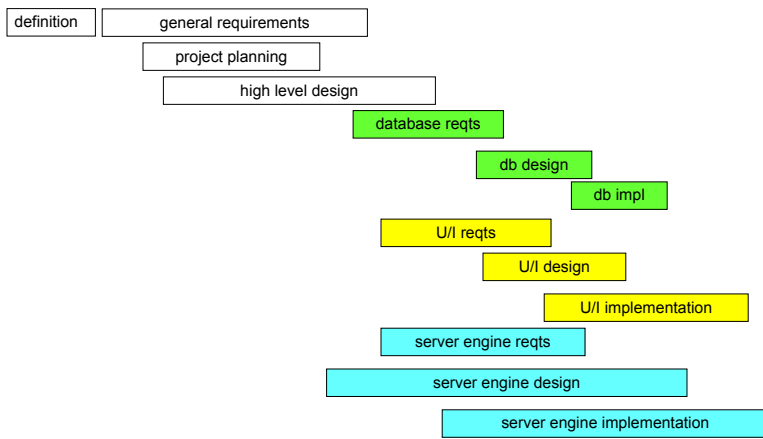 definition
general requirements
project planning
high level design
database reqts
db design
db impl
U/I reqts
U/I design
U/I implementation
server engine reqts
server engine design
server engine implementation